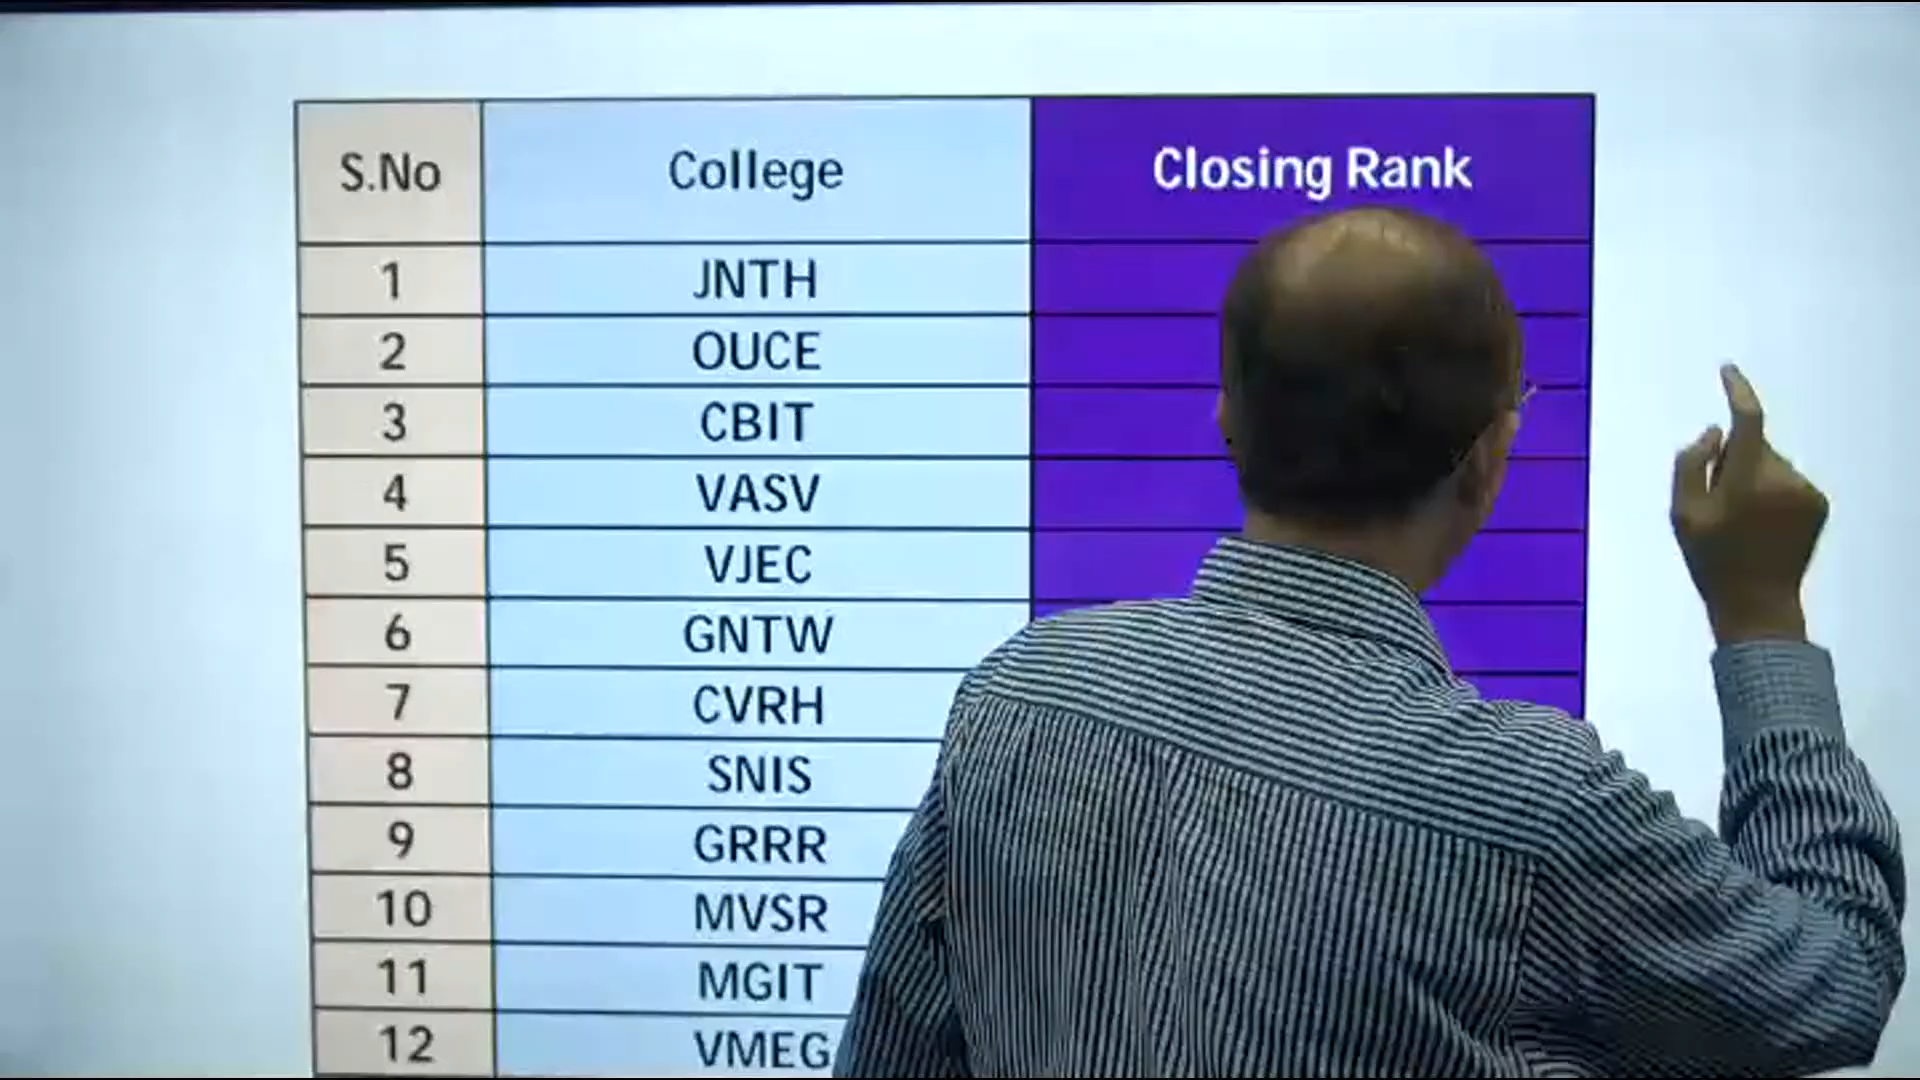 S.No College Closing Rank
1 JNTH
2 OUCE
3 CBIT
4 VASV
5 VJEC
6 GNTW
7 CVRH
8 SNIS
9 GRRR
10 MVSR
11 MGIT
12 VMEG